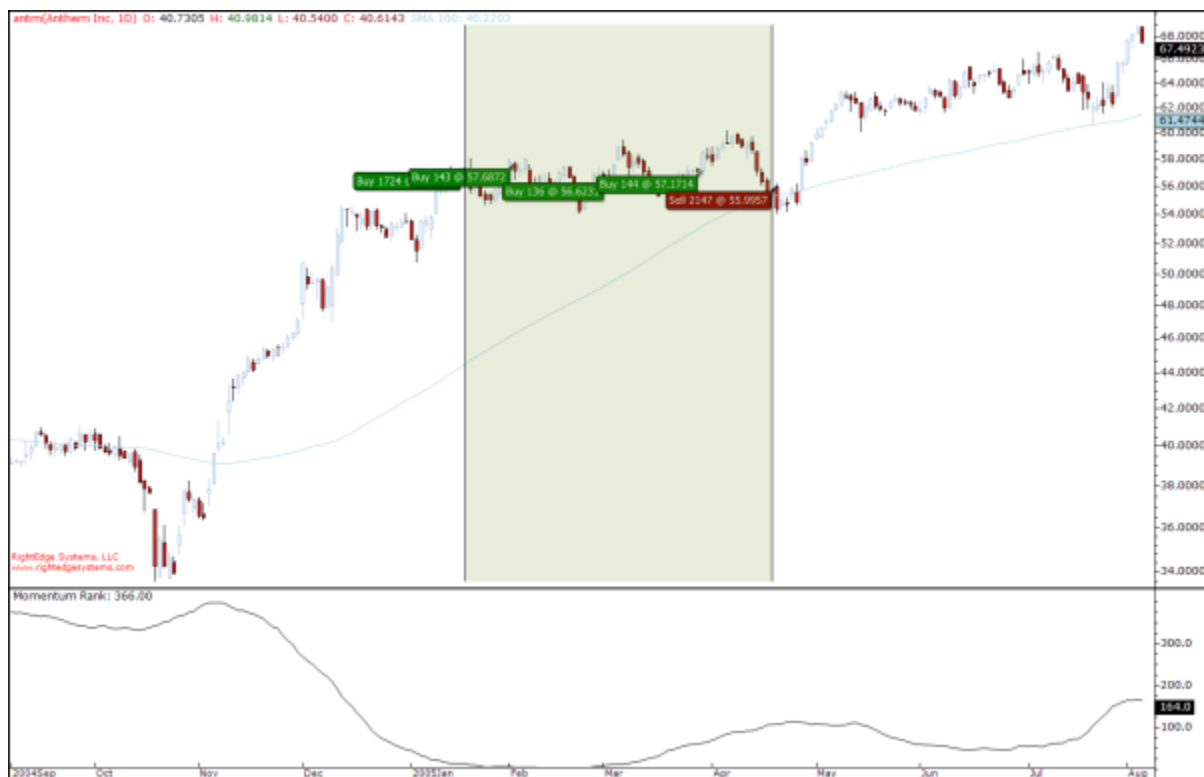 antm(Anthem Inc, 1D) O: 40.7305 H: 40.9814 L: 40.5400 C: 40.6143 SMA 100: 40.2203
68.0000
67.4923
66.0000
64.0000
62.0000
61.4744
60.0000
58.0000
56.0000
54.0000
52.0000
50.0000
48.0000
46.0000
44.0000
42.0000
40.0000
38.0000
36.0000
34.0000
Buy 1724
Buy 143 @ 57.6872
Buy 136 @ 56.623
Buy 144 @ 57.1714
Sell 2147 @ 55.9957
RightEdge Systems, LLC
www.rightedgesystems.com
Momentum Rank: 366.00
300.0
200.0
164.0
100.0
2004Sep Oct Nov Dec 2005Jan Feb Mar Apr May Jun Jul Aug